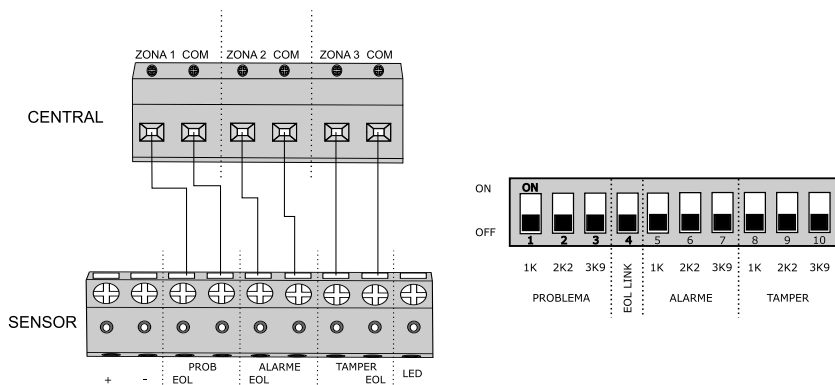 ZONA 1 COM ZONA 2 COM ZONA 3 COM
CENTRAL
SENSOR
+ - PROB ALARME TAMPER LED
EOL EOL EOL
ON ON
OFF
1 2 3 4 5 6 7 8 9 10
1K 2K2 3K9 EOL LINK 1K 2K2 3K9 1K 2K2 3K9
PROBLEMA ALARME TAMPER